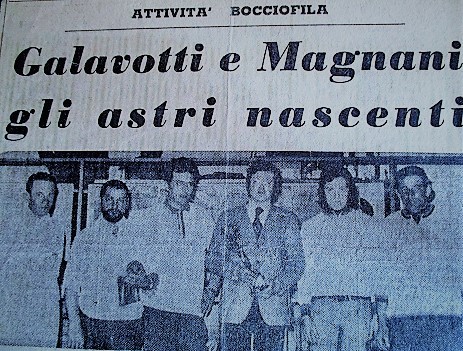 ATTIVITA' BOCCIOFILA
Galavotti e Magnani
gli astri nascenti